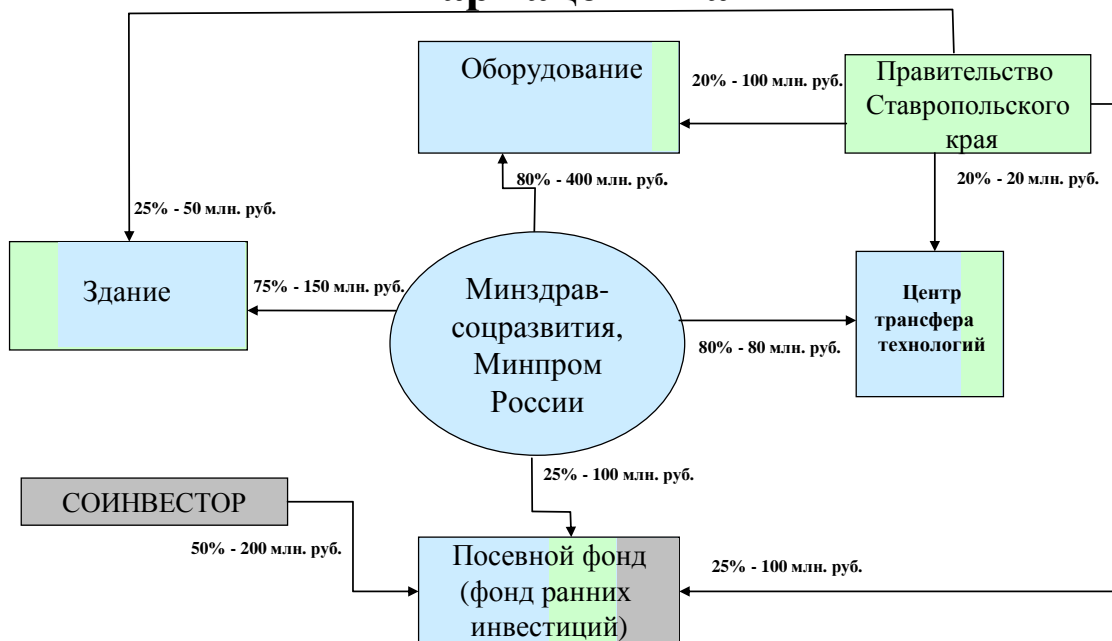 Оборудование
20% - 100 млн. руб.
Правительство
Ставропольского
края
80% - 400 млн. руб.
20% - 20 млн. руб.
25% - 50 млн. руб.
Здание
75% - 150 млн. руб.
Минздрав-
соцразвития,
Минпром
России
Центр
трансфера
технологий
80% - 80 млн. руб.
25% - 100 млн. руб.
СОИНВЕСТОР
50% - 200 млн. руб.
Посевной фонд
(фонд ранних
инвестиций)
25% - 100 млн. руб.